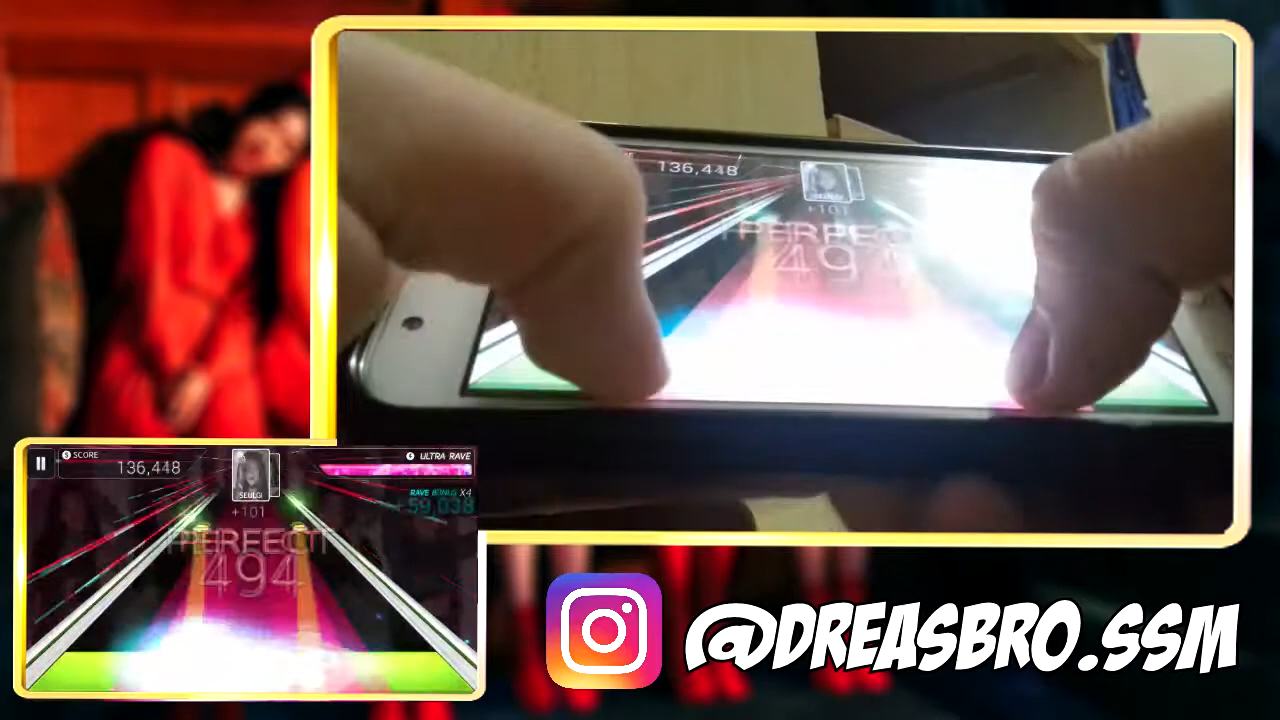 136,448
+101
PERFECT
494
SCORE
136,448
SEULGI
+101
PERFECT
494
ULTRA RAVE
RAVE BONUS X4
+59,038
@DREASBRO.SSM